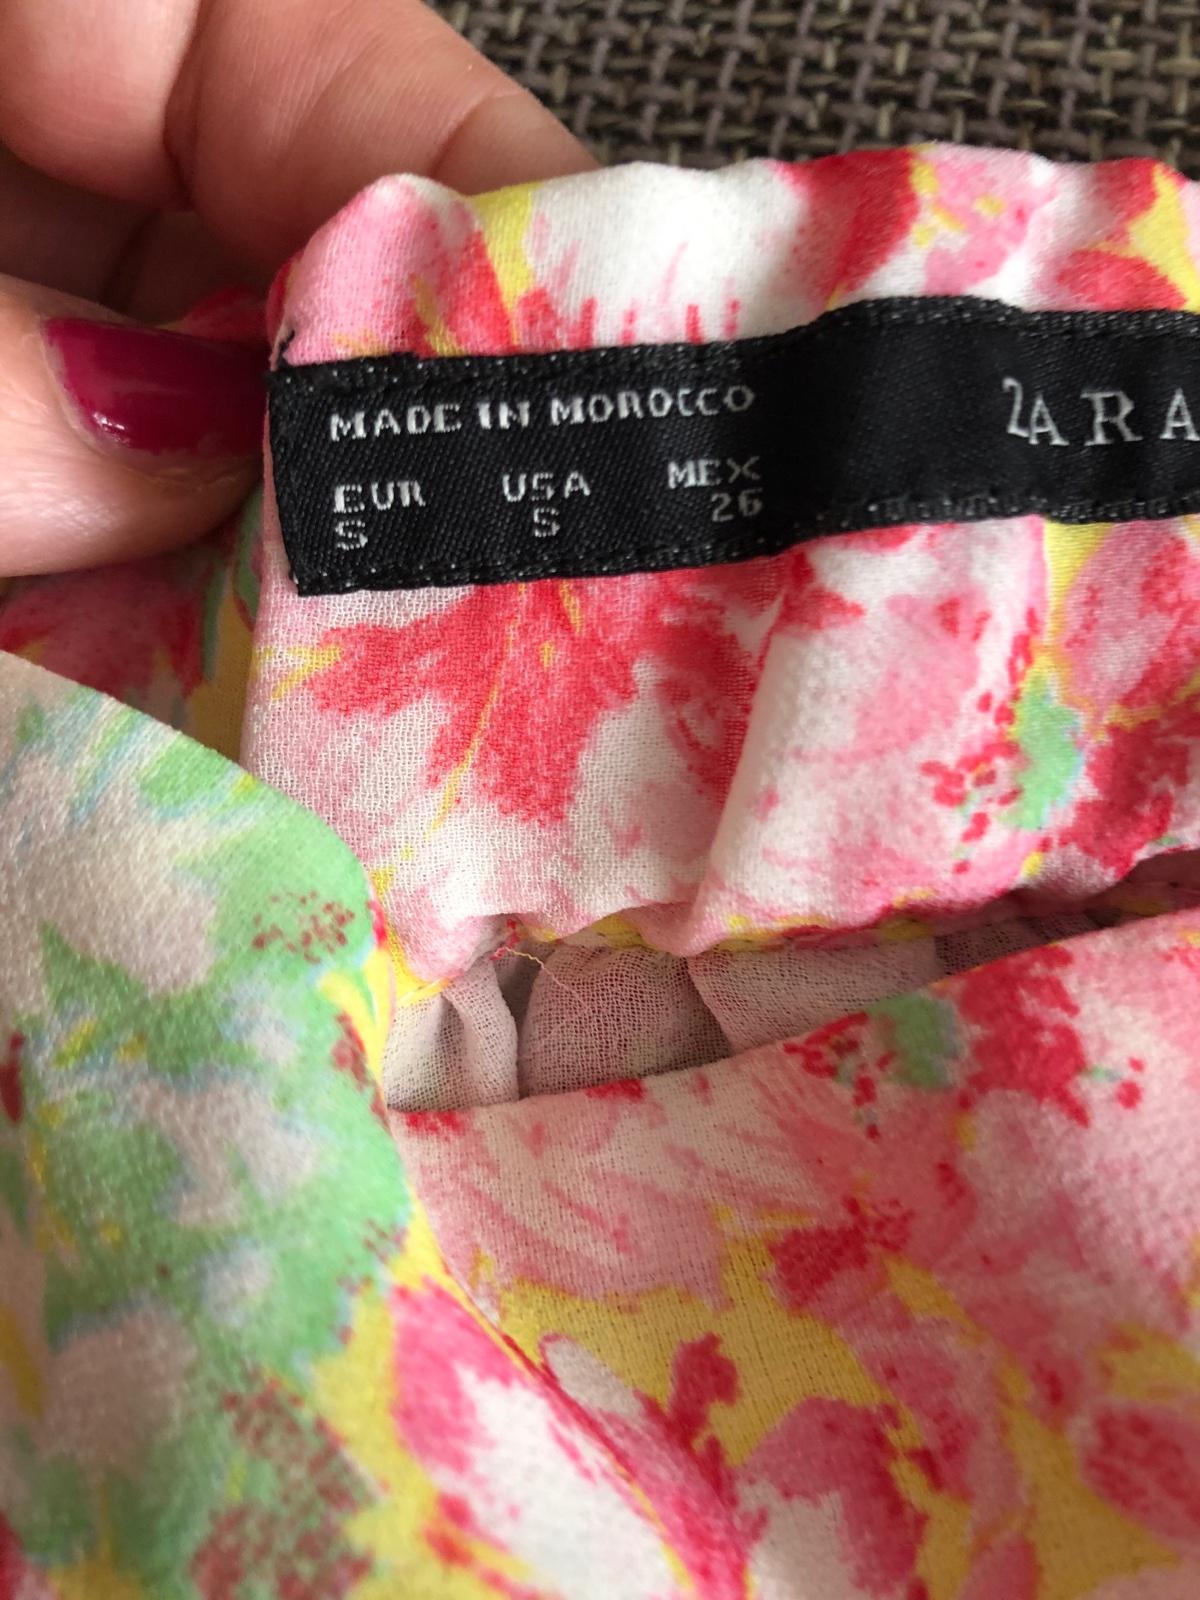 MADE IN MOROCCO
EUR USA MEX
S S 26
ZARA